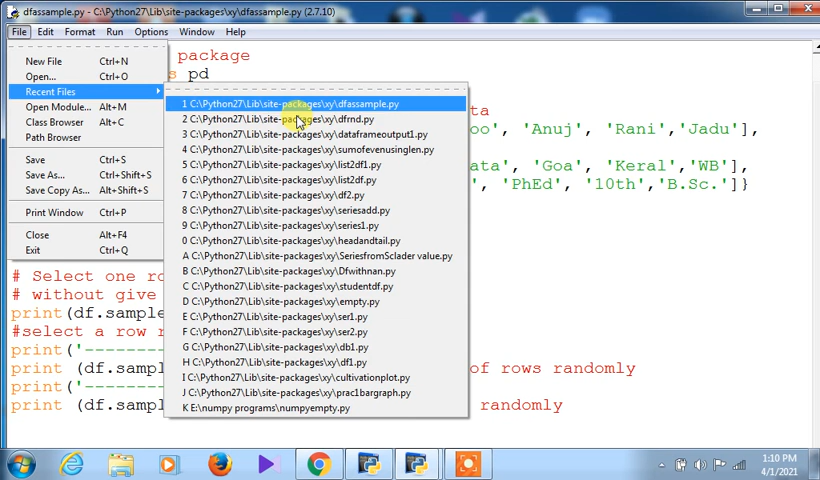 dfassample.py - C:\Python27\Lib\site-packages\xy\dfassample.py (2.7.10)
File Edit Format Run Options Window Help
package
s pd
New File Ctrl+N
Open... Ctrl+O
Recent Files
Open Module... Alt+M
Class Browser Alt+C
Path Browser
Save Ctrl+S
Save As... Ctrl+Shift+S
Save Copy As... Alt+Shift+S
Print Window Ctrl+P
Close Alt+F4
Exit Ctrl+Q
1 C:\Python27\Lib\site-packages\xy\dfassample.py
2 C:\Python27\Lib\site-packages\xy\dfrnd.py
3 C:\Python27\Lib\site-packages\xy\dataframeoutput1.py
4 C:\Python27\Lib\site-packages\xy\sumofevenusinglen.py
5 C:\Python27\Lib\site-packages\xy\list2df1.py
6 C:\Python27\Lib\site-packages\xy\list2df.py
7 C:\Python27\Lib\site-packages\xy\df2.py
8 C:\Python27\Lib\site-packages\xy\seriesadd.py
9 C:\Python27\Lib\site-packages\xy\series1.py
0 C:\Python27\Lib\site-packages\xy\headandtail.py
A C:\Python27\Lib\site-packages\xy\SeriesfromSclader value.py
B C:\Python27\Lib\site-packages\xy\Dfwithnan.py
C C:\Python27\Lib\site-packages\xy\studentdf.py
D C:\Python27\Lib\site-packages\xy\empty.py
E C:\Python27\Lib\site-packages\xy\ser1.py
F C:\Python27\Lib\site-packages\xy\ser2.py
G C:\Python27\Lib\site-packages\xy\db1.py
H C:\Python27\Lib\site-packages\xy\df1.py
I C:\Python27\Lib\site-packages\xy\cultivationplot.py
J C:\Python27\Lib\site-packages\xy\prac1bargraph.py
K E:\numpy programs\numpyempty.py
ta
oo', 'Anuj', 'Rani','Jadu'],
ata', 'Goa', 'Keral','WB'],
', 'PhEd', '10th','B.Sc.']}
# Select one ro
# without give
print(df.sample
#select a row r
print('--------
print (df.sampl of rows randomly
print('--------
print (df.sampl randomly
1:10 PM
4/1/2021